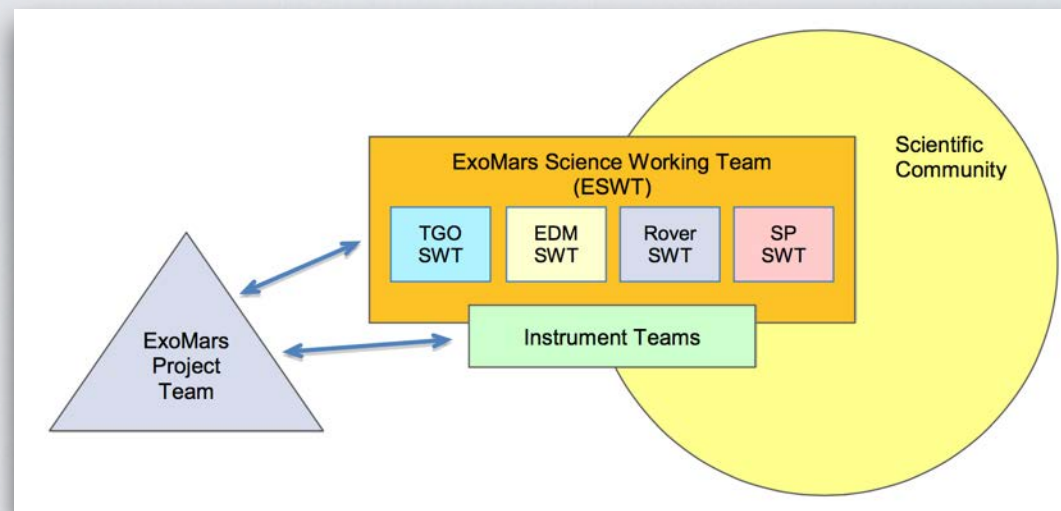 ExoMars Science Working Team
(ESWT)
TGO
SWT
EDM
SWT
Rover
SWT
SP
SWT
Instrument Teams
Scientific
Community
ExoMars
Project
Team